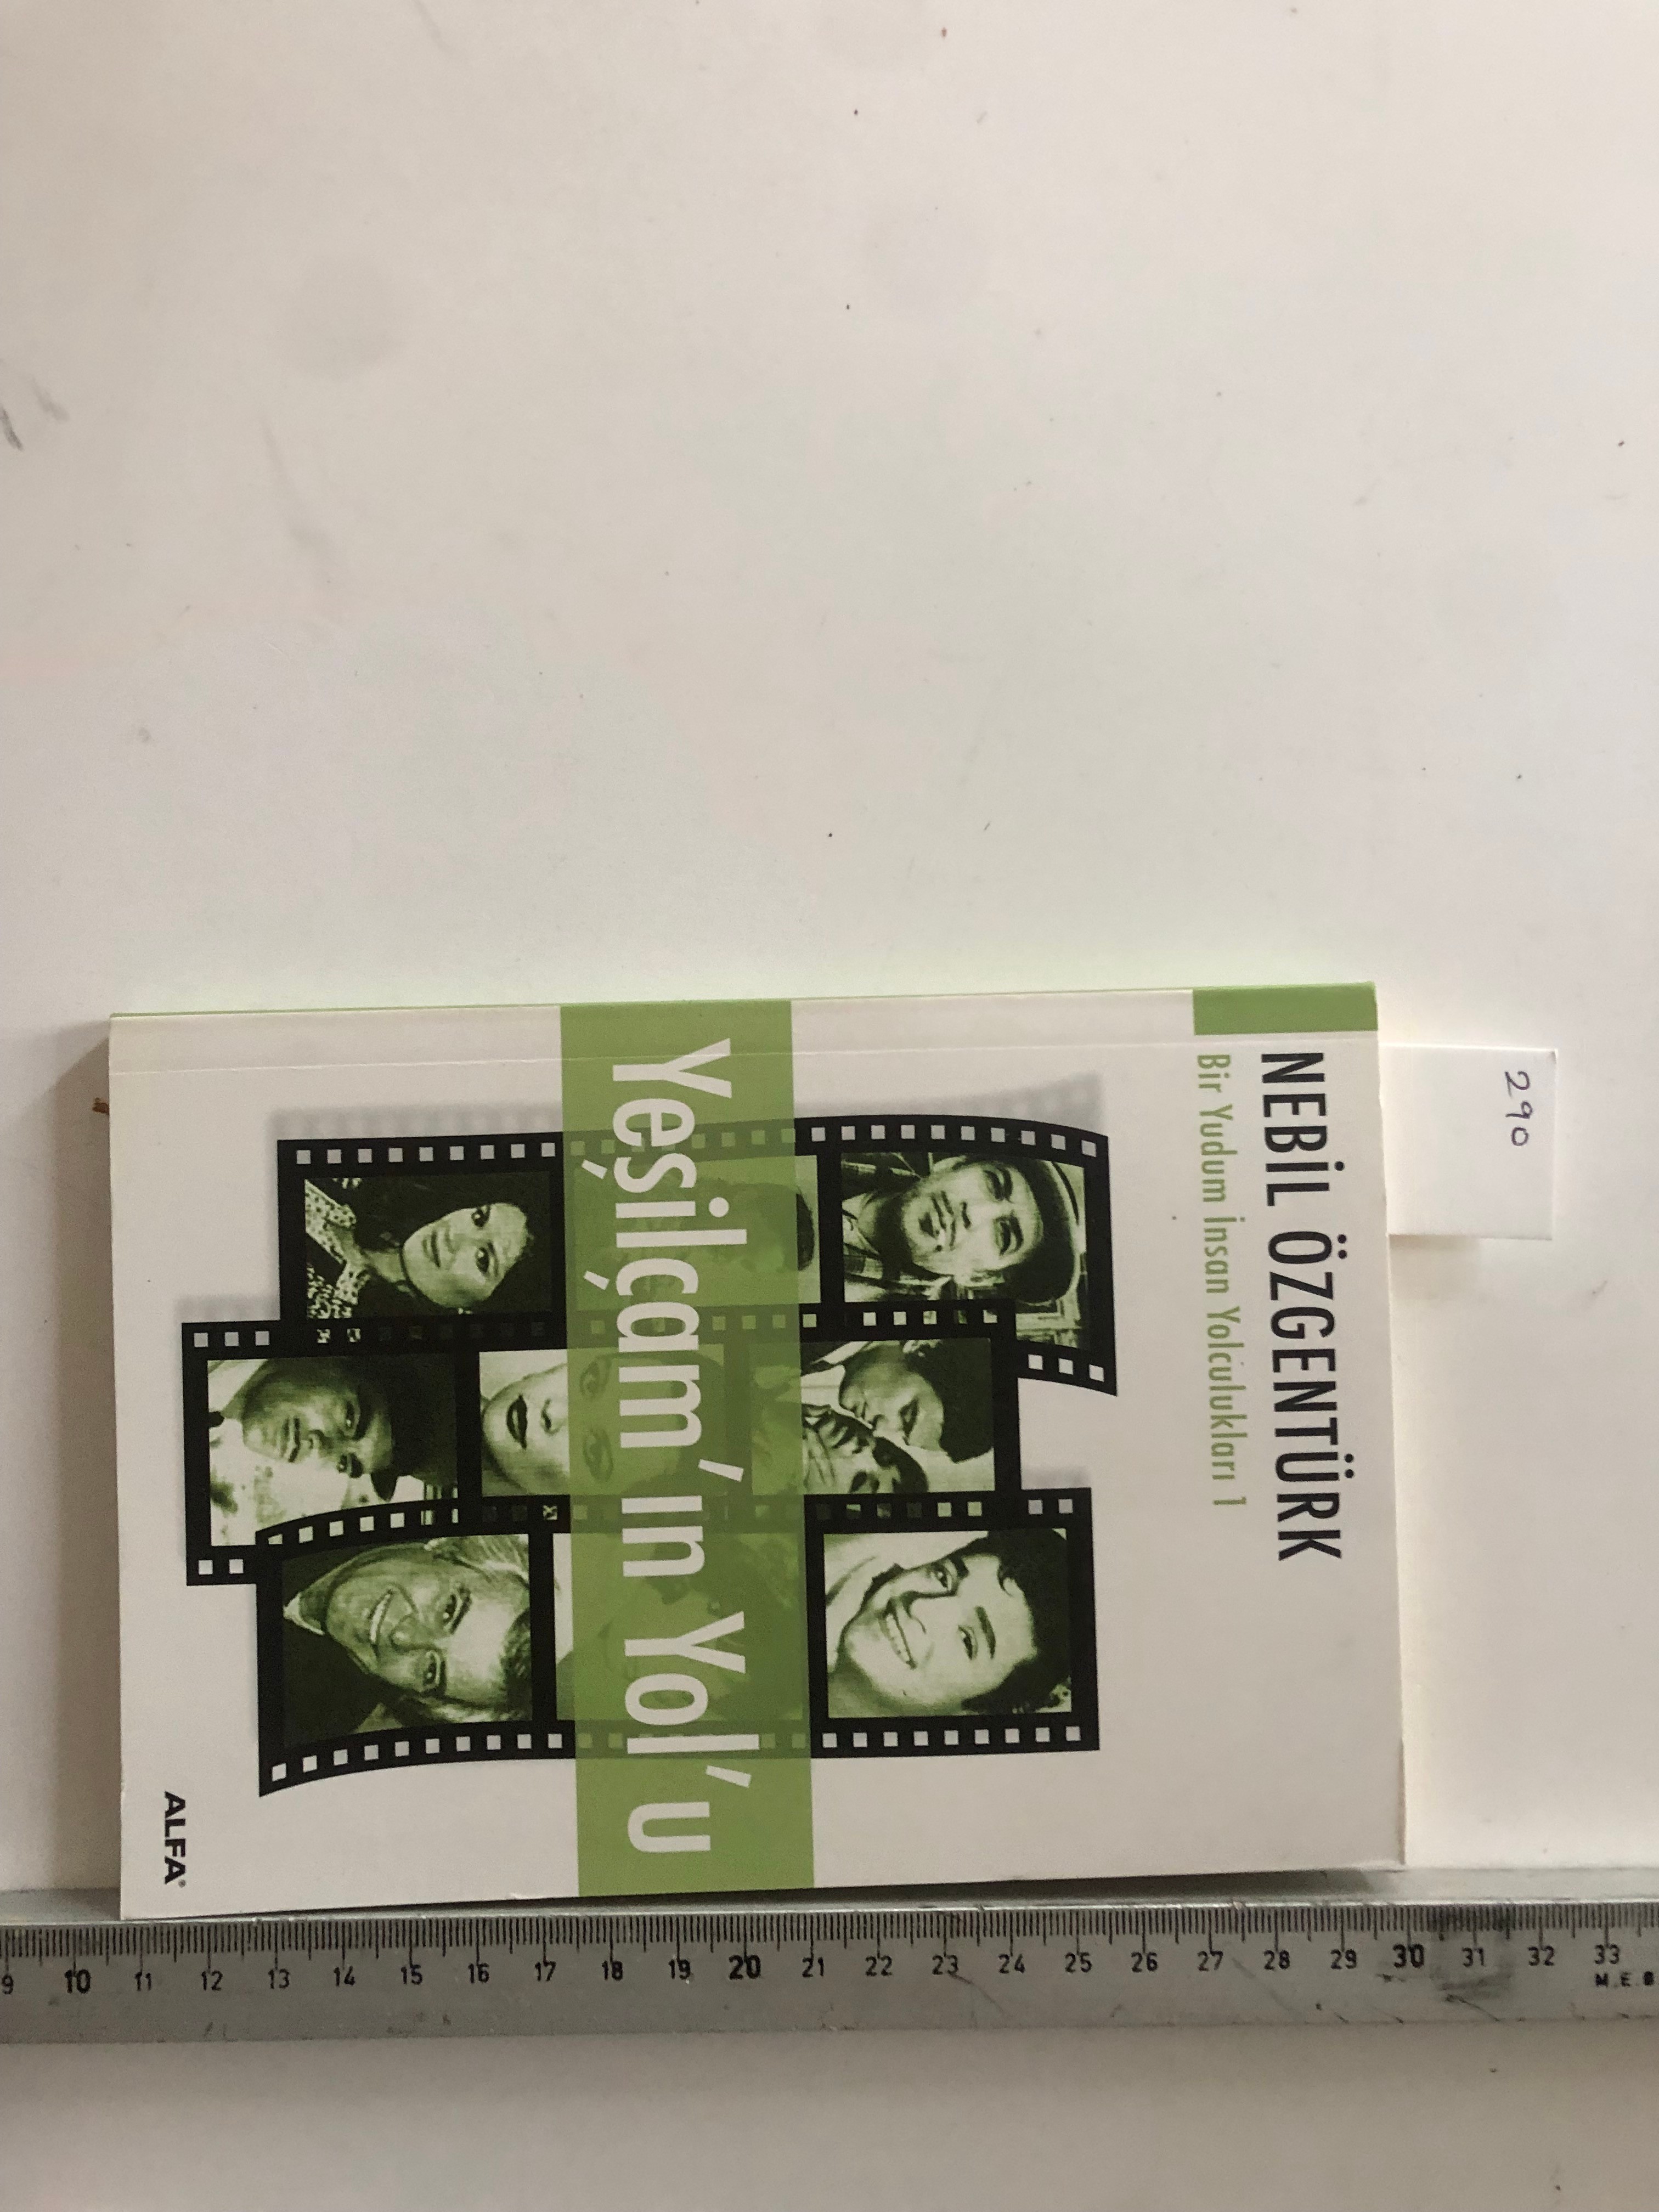 290
NEBİL ÖZGENTÜRK
Bir Yudum İnsan Yolculukları 1
Yeşilçam'ın Yol'u
ALFA®
9 10 11 12 13 14 15 16 17 18 19 20 21 22 23 24 25 26 27 28 29 30 31 32 33